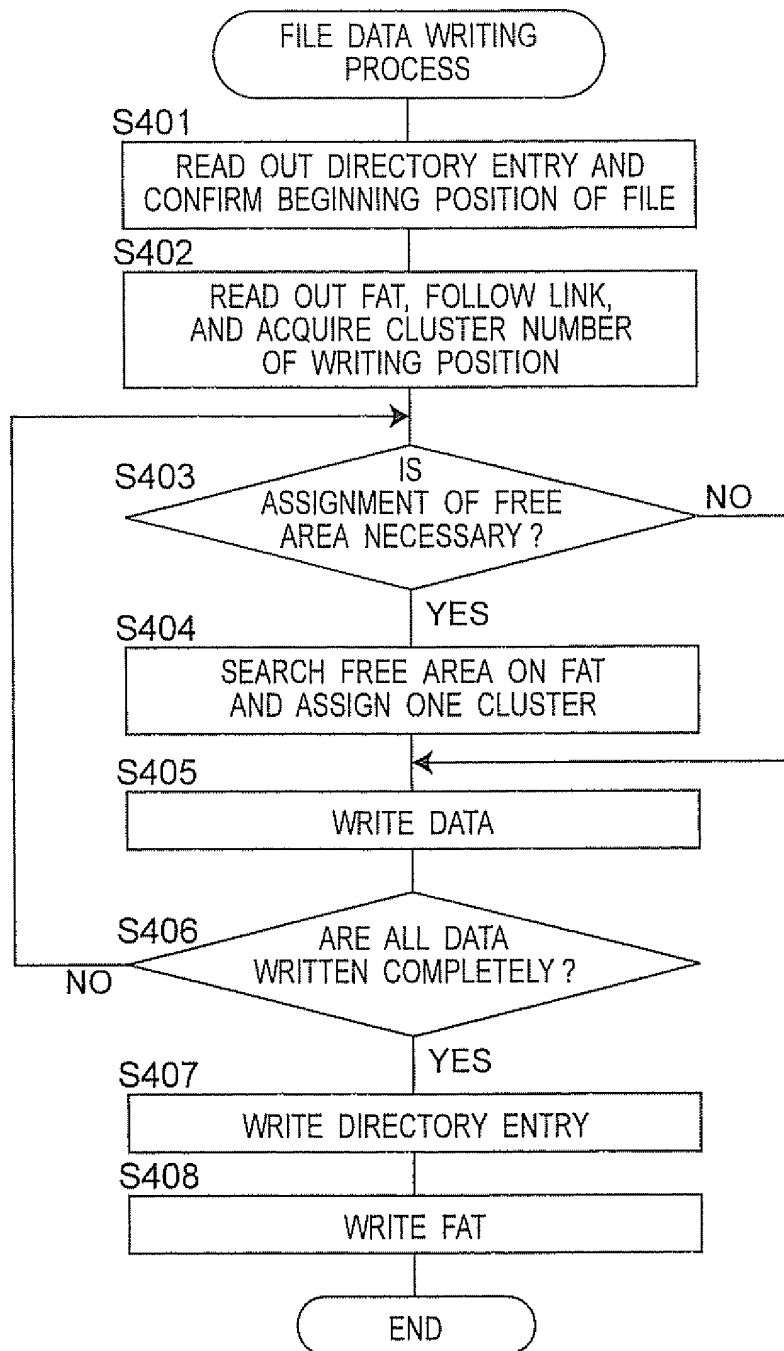 FILE DATA WRITING
PROCESS
S401
READ OUT DIRECTORY ENTRY AND
CONFIRM BEGINNING POSITION OF FILE
S402
READ OUT FAT, FOLLOW LINK,
AND ACQUIRE CLUSTER NUMBER
OF WRITING POSITION
S403
IS
ASSIGNMENT OF FREE
AREA NECESSARY?
NO
YES
S404
SEARCH FREE AREA ON FAT
AND ASSIGN ONE CLUSTER
S405
WRITE DATA
S406
ARE ALL DATA
WRITTEN COMPLETELY?
NO
YES
S407
WRITE DIRECTORY ENTRY
S408
WRITE FAT
END